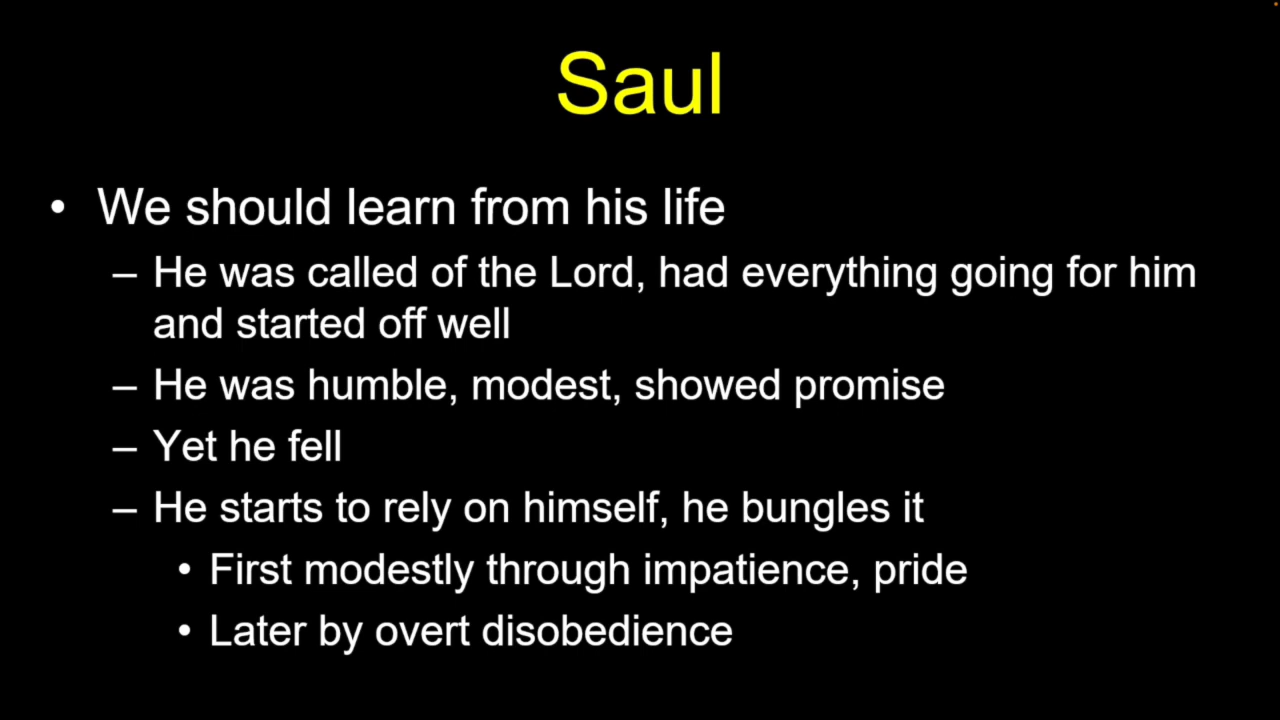 Saul
• We should learn from his life
– He was called of the Lord, had everything going for him
and started off well
– He was humble, modest, showed promise
– Yet he fell
– He starts to rely on himself, he bungles it
• First modestly through impatience, pride
• Later by overt disobedience